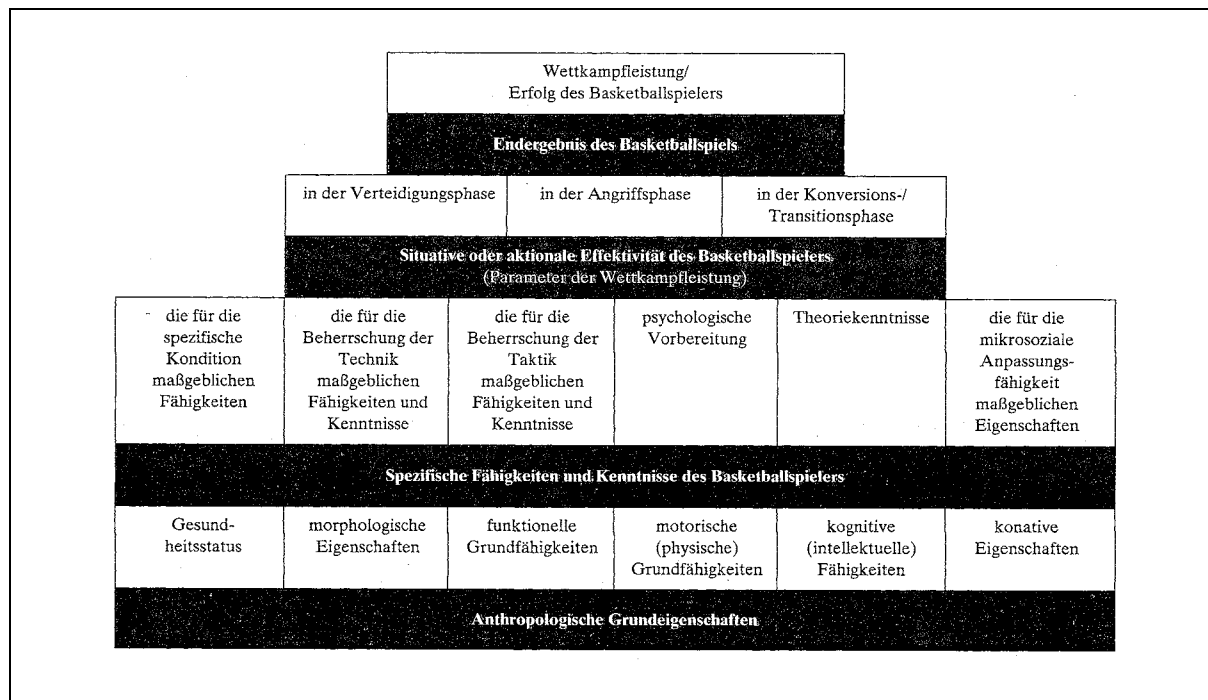 Wettkampfleistung/
Erfolg des Basketballspielers
Endergebnis des Basketballspiels
in der Verteidigungsphase
in der Angriffsphase
in der Konversions-/
Transitionsphase
Situative oder aktionale Effektivität des Basketballspielers
(Parameter der Wettkampfleistung)
die für die
spezifische
Kondition
maßgeblichen
Fähigkeiten
die für die
Beherrschung der
Technik
maßgeblichen
Fähigkeiten und
Kenntnisse
die für die
Beherrschung der
Taktik
maßgeblichen
Fähigkeiten und
Kenntnisse
psychologische
Vorbereitung
Theoriekenntnisse
die für die
mikrosoziale
Anpassungs-
fähigkeit
maßgeblichen
Eigenschaften
Spezifische Fähigkeiten und Kenntnisse des Basketballspielers
Gesund-
heitsstatus
morphologische
Eigenschaften
funktionelle
Grundfähigkeiten
motorische
(physische)
Grundfähigkeiten
kognitive
(intellektuelle)
Fähigkeiten
konative
Eigenschaften
Anthropologische Grundeigenschaften